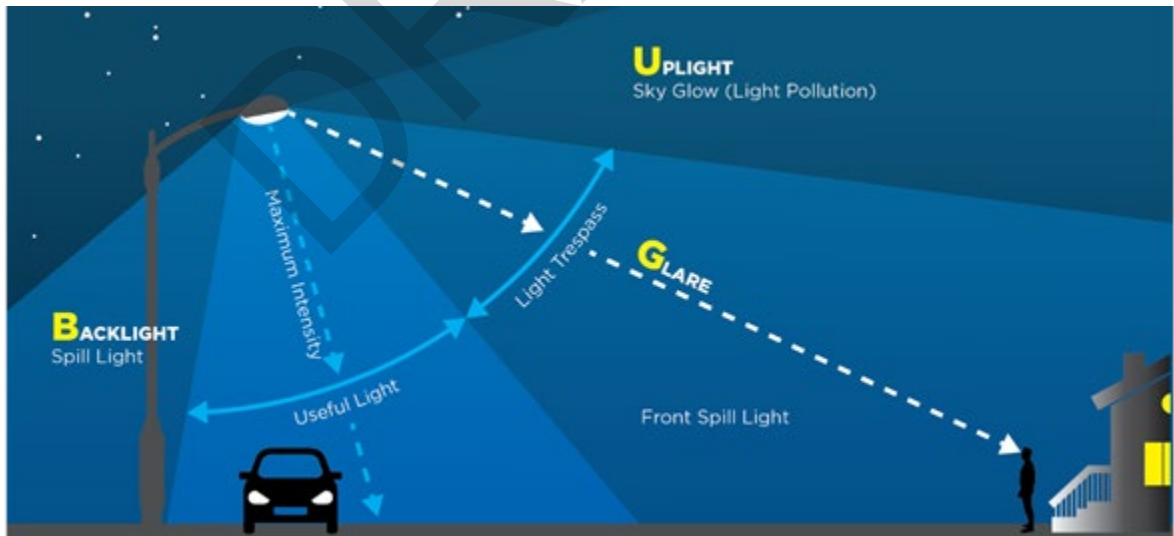 UPLIGHT
Sky Glow (Light Pollution)
Maximum Intensity
Light Trespass
GLARE
BACKLIGHT
Spill Light
Useful Light
Front Spill Light